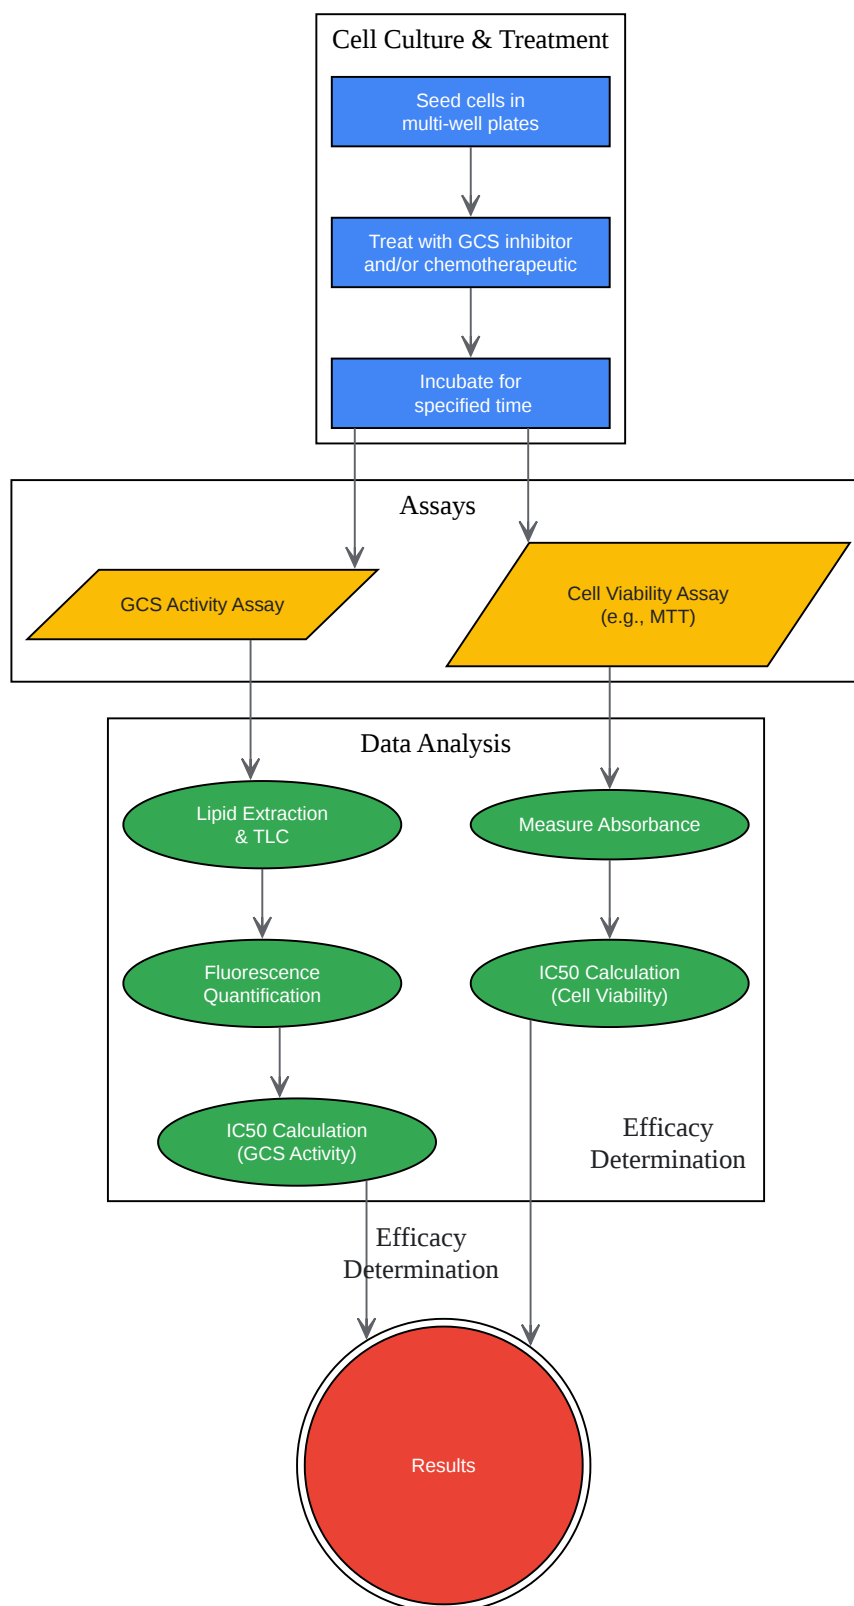 Cell Culture & Treatment
Seed cells in
multi-well plates
Treat with GCS inhibitor
and/or chemotherapeutic
Incubate for
specified time
Assays
GCS Activity Assay
Cell Viability Assay
(e.g., MTT)
Data Analysis
Lipid Extraction
& TLC
Measure Absorbance
Fluorescence
Quantification
IC50 Calculation
(Cell Viability)
IC50 Calculation
(GCS Activity)
Efficacy
Determination
Efficacy
Determination
Results